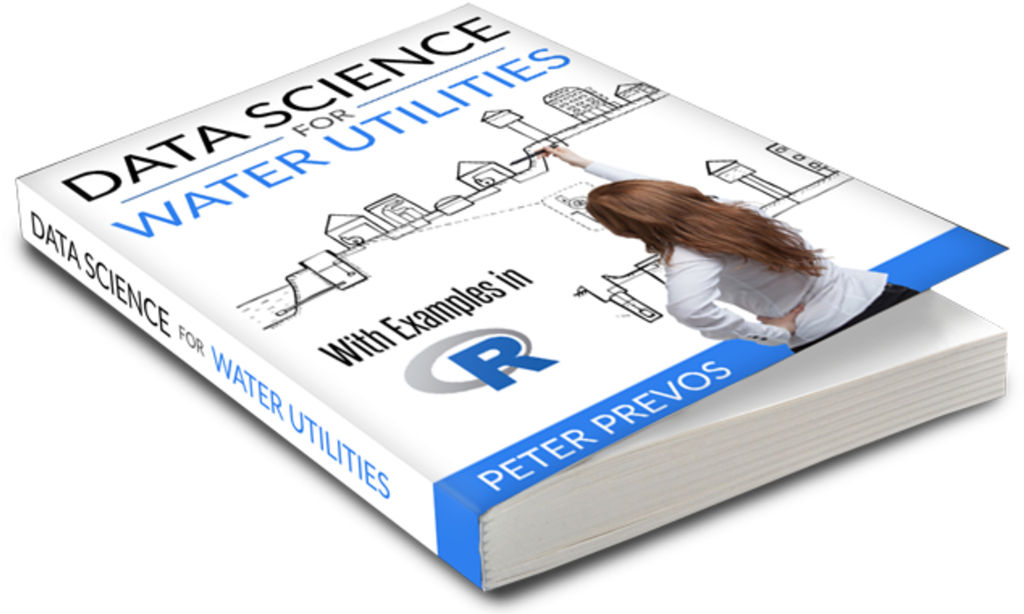 DATA SCIENCE
FOR
WATER UTILITIES
With Examples in
R
PETER PREVOS
DATA SCIENCE FOR WATER UTILITIES